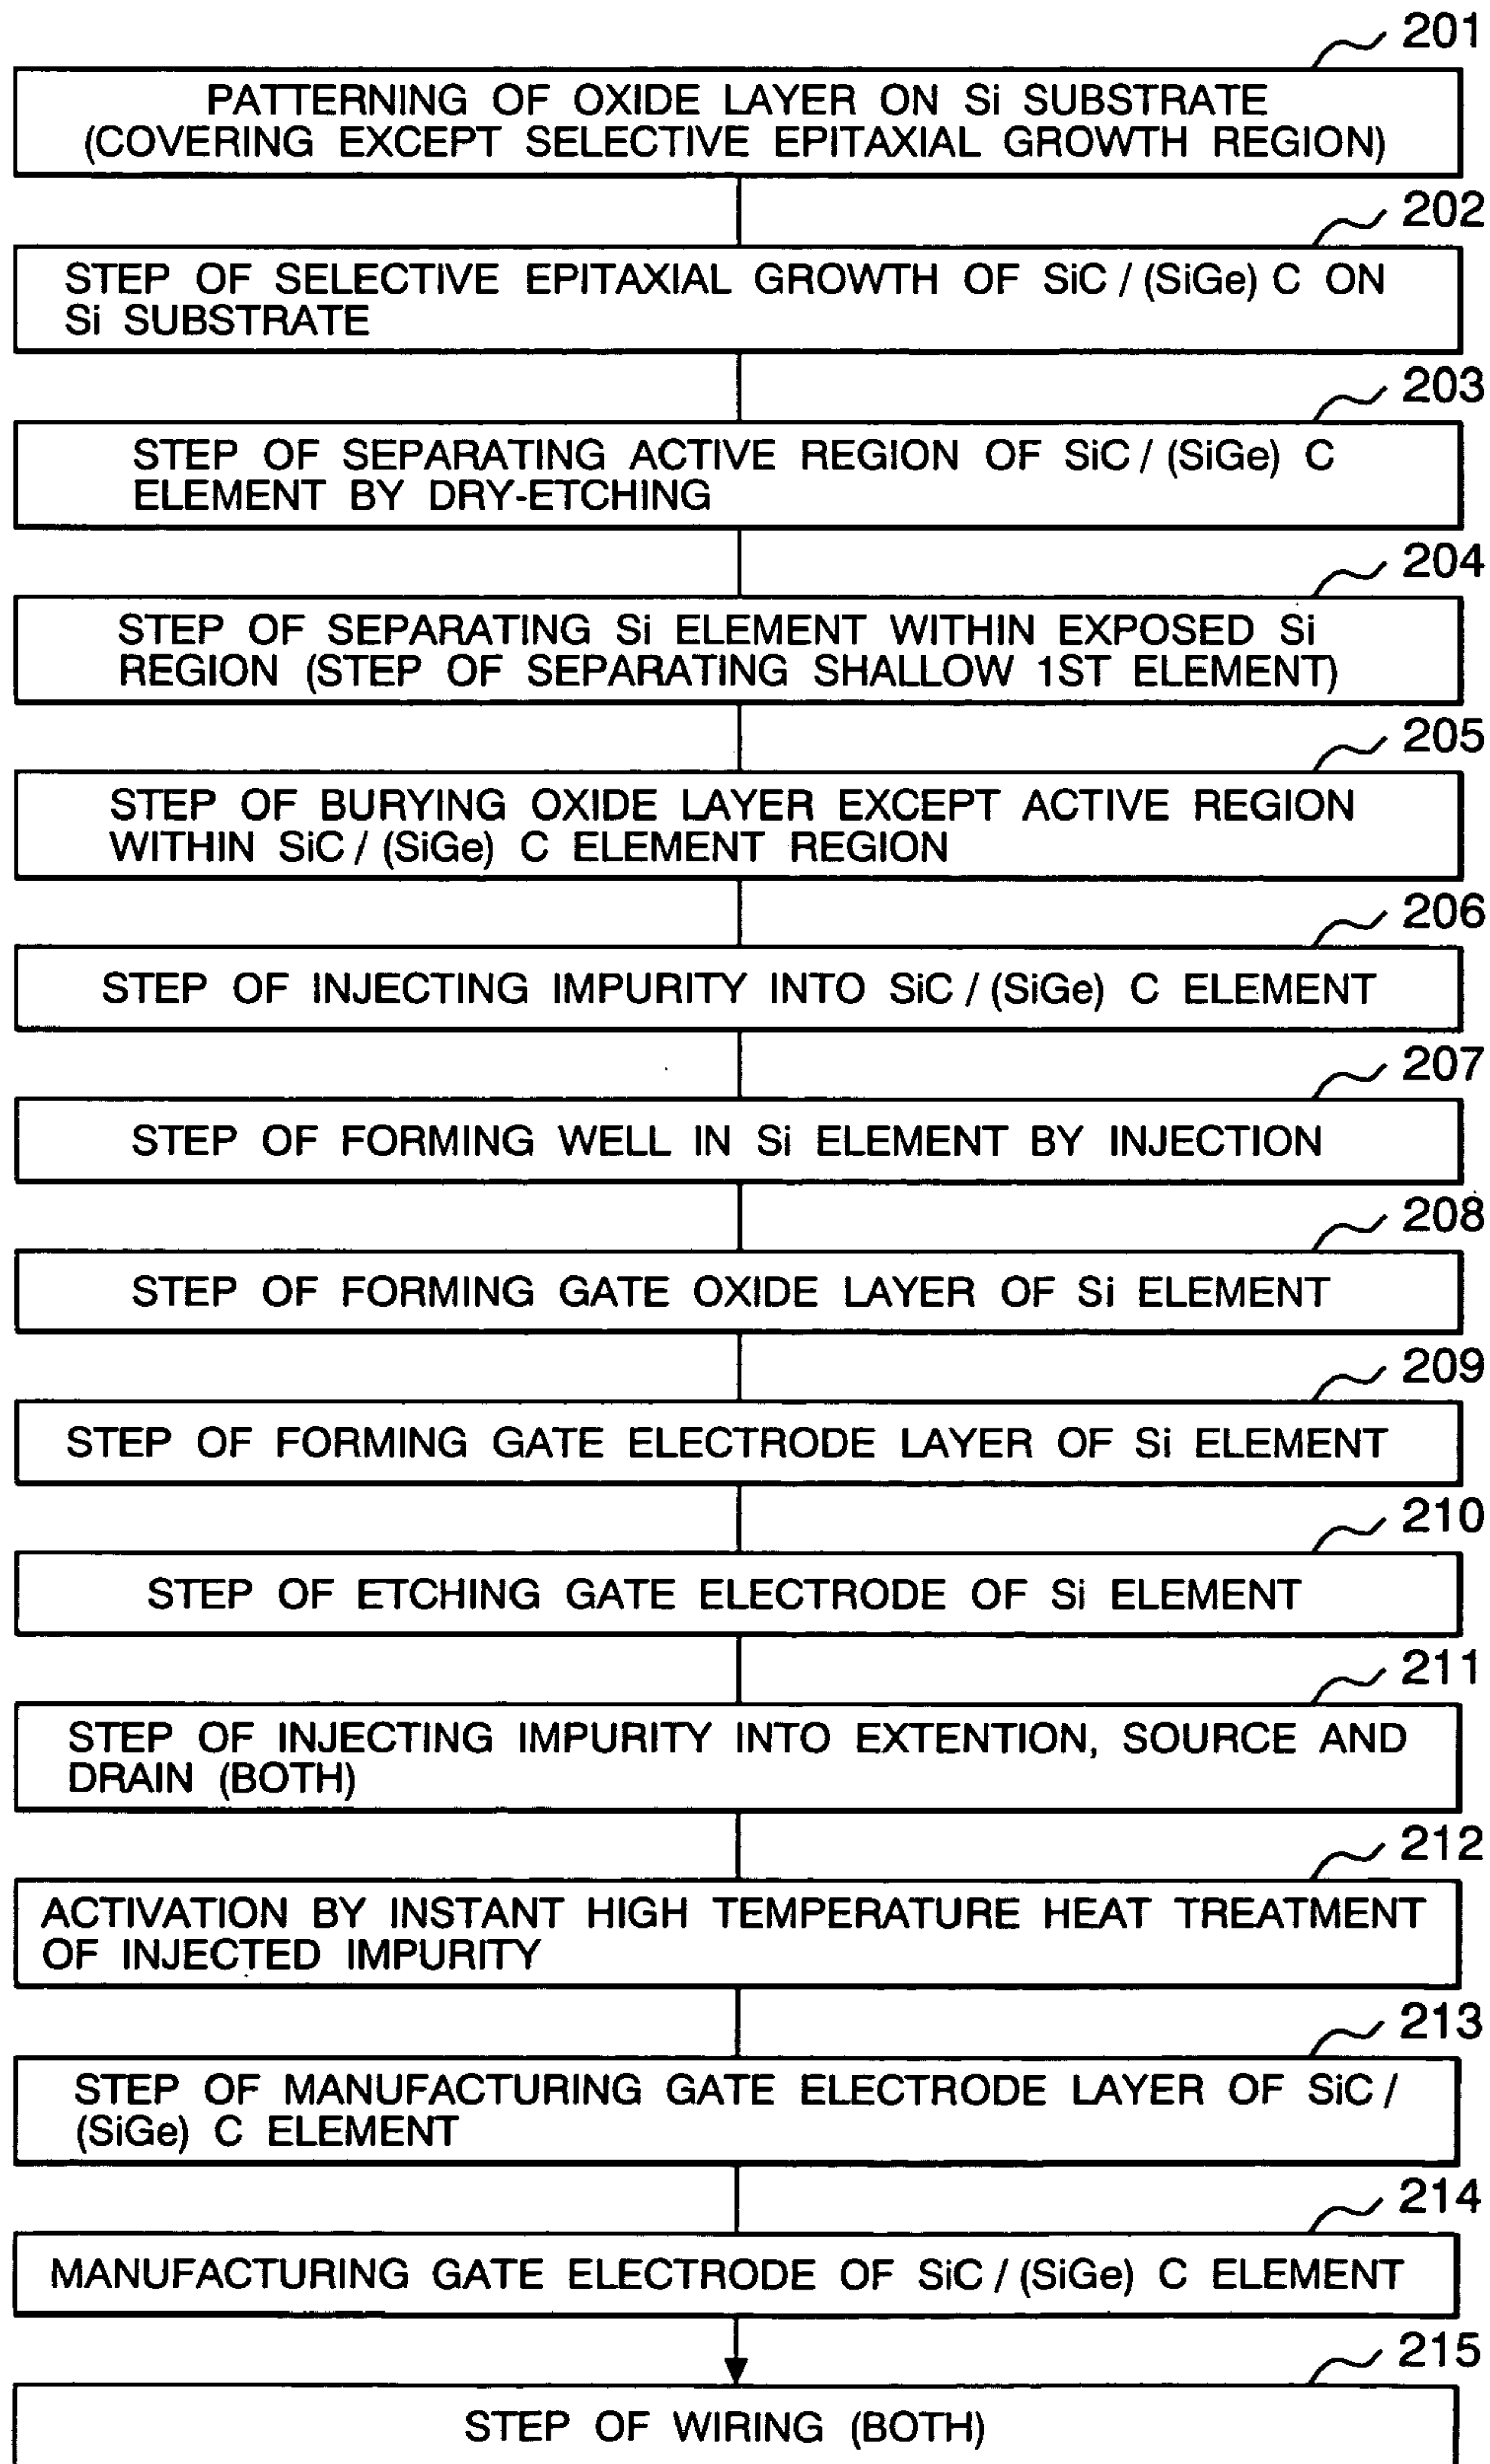 201
PATTERNING OF OXIDE LAYER ON Si SUBSTRATE
(COVERING EXCEPT SELECTIVE EPITAXIAL GROWTH REGION)
202
STEP OF SELECTIVE EPITAXIAL GROWTH OF SiC / (SiGe) C ON
Si SUBSTRATE
203
STEP OF SEPARATING ACTIVE REGION OF SiC / (SiGe) C
ELEMENT BY DRY-ETCHING
204
STEP OF SEPARATING Si ELEMENT WITHIN EXPOSED Si
REGION (STEP OF SEPARATING SHALLOW 1ST ELEMENT)
205
STEP OF BURYING OXIDE LAYER EXCEPT ACTIVE REGION
WITHIN SiC / (SiGe) C ELEMENT REGION
206
STEP OF INJECTING IMPURITY INTO SiC / (SiGe) C ELEMENT
207
STEP OF FORMING WELL IN Si ELEMENT BY INJECTION
208
STEP OF FORMING GATE OXIDE LAYER OF Si ELEMENT
209
STEP OF FORMING GATE ELECTRODE LAYER OF Si ELEMENT
210
STEP OF ETCHING GATE ELECTRODE OF Si ELEMENT
211
STEP OF INJECTING IMPURITY INTO EXTENTION, SOURCE AND
DRAIN (BOTH)
212
ACTIVATION BY INSTANT HIGH TEMPERATURE HEAT TREATMENT
OF INJECTED IMPURITY
213
STEP OF MANUFACTURING GATE ELECTRODE LAYER OF SiC /
(SiGe) C ELEMENT
214
MANUFACTURING GATE ELECTRODE OF SiC / (SiGe) C ELEMENT
215
STEP OF WIRING (BOTH)